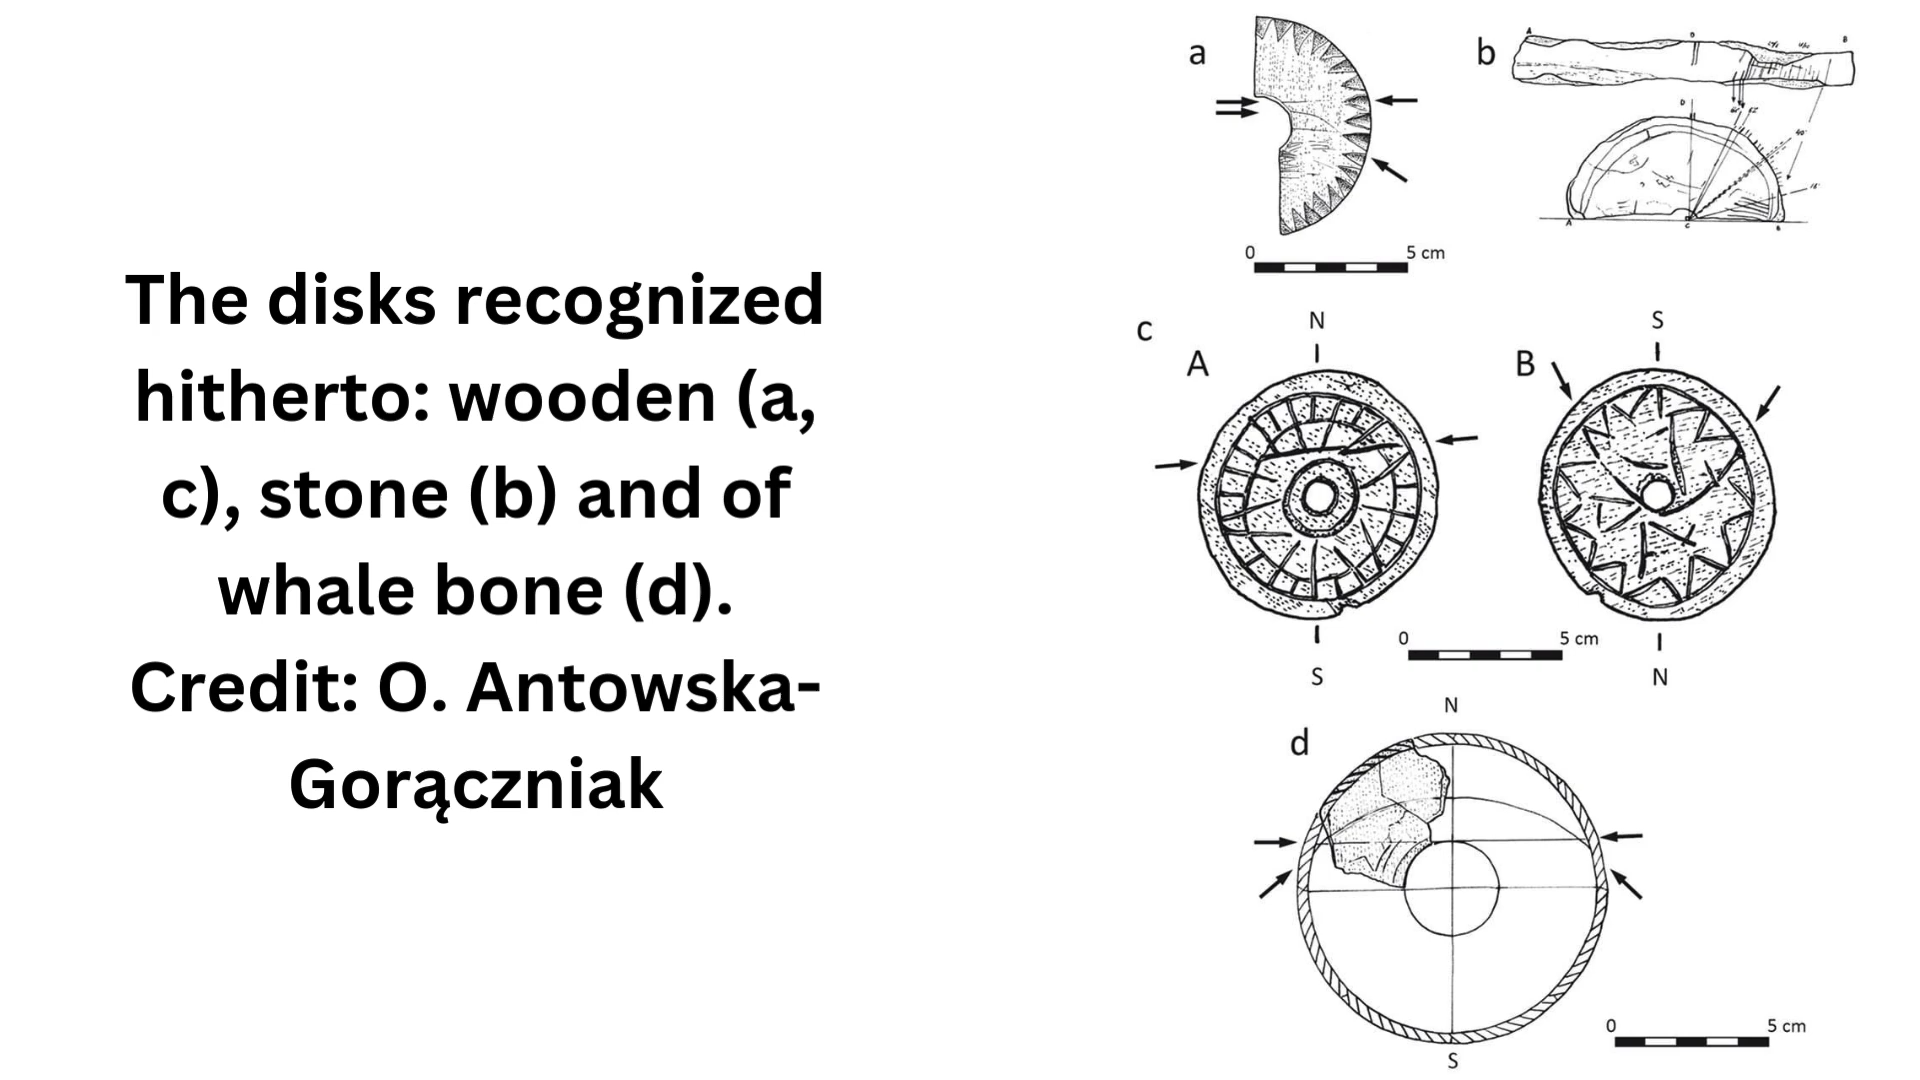 The disks recognized
hitherto: wooden (a,
c), stone (b) and of
whale bone (d).
Credit: O. Antowska-
Gorączniak
a
0 5 cm
b
A D B
D
40°
A C B
c
A
N
S
B
S
N
0 5 cm
d
N
S
0 5 cm